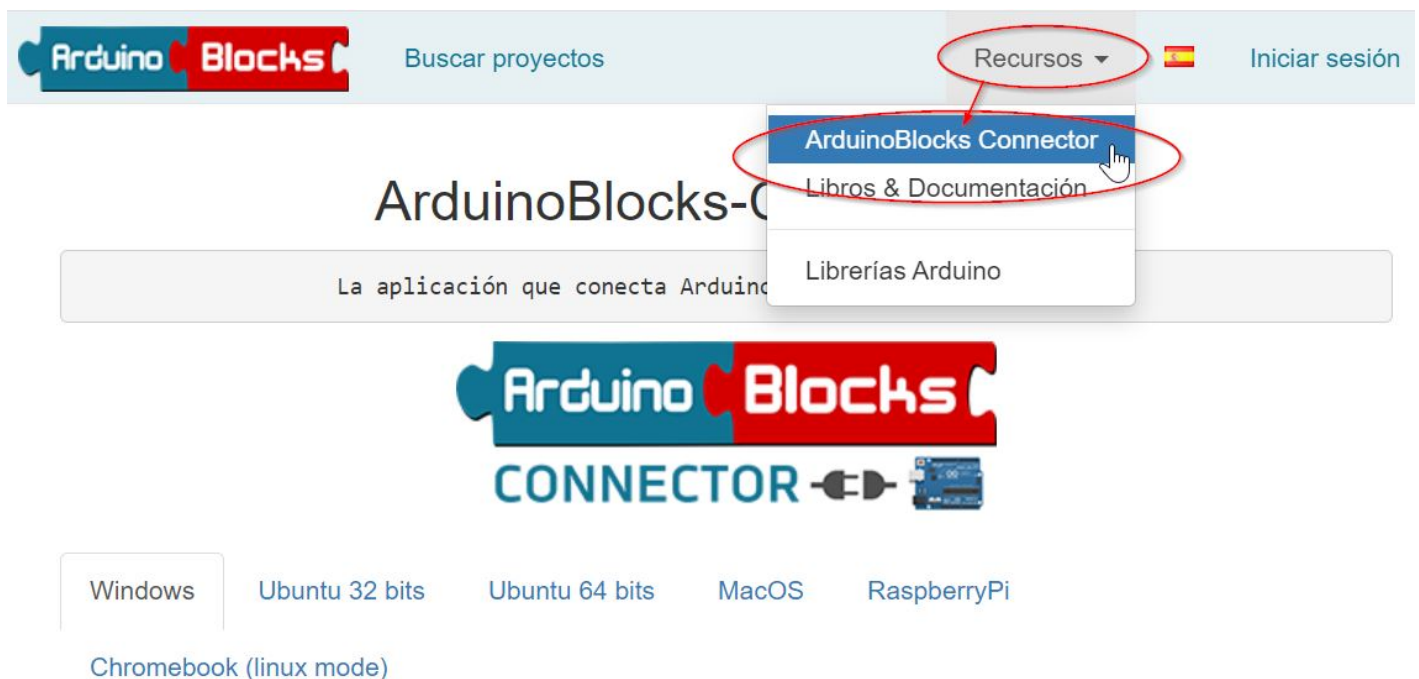 Arduino Blocks
Buscar proyectos
Recursos
Iniciar sesión
ArduinoBlocks Connector
Libros & Documentación
Librerías Arduino
ArduinoBlocks-
La aplicación que conecta
Arduino Blocks
CONNECTOR
Windows
Ubuntu 32 bits
Ubuntu 64 bits
MacOS
RaspberryPi
Chromebook (linux mode)